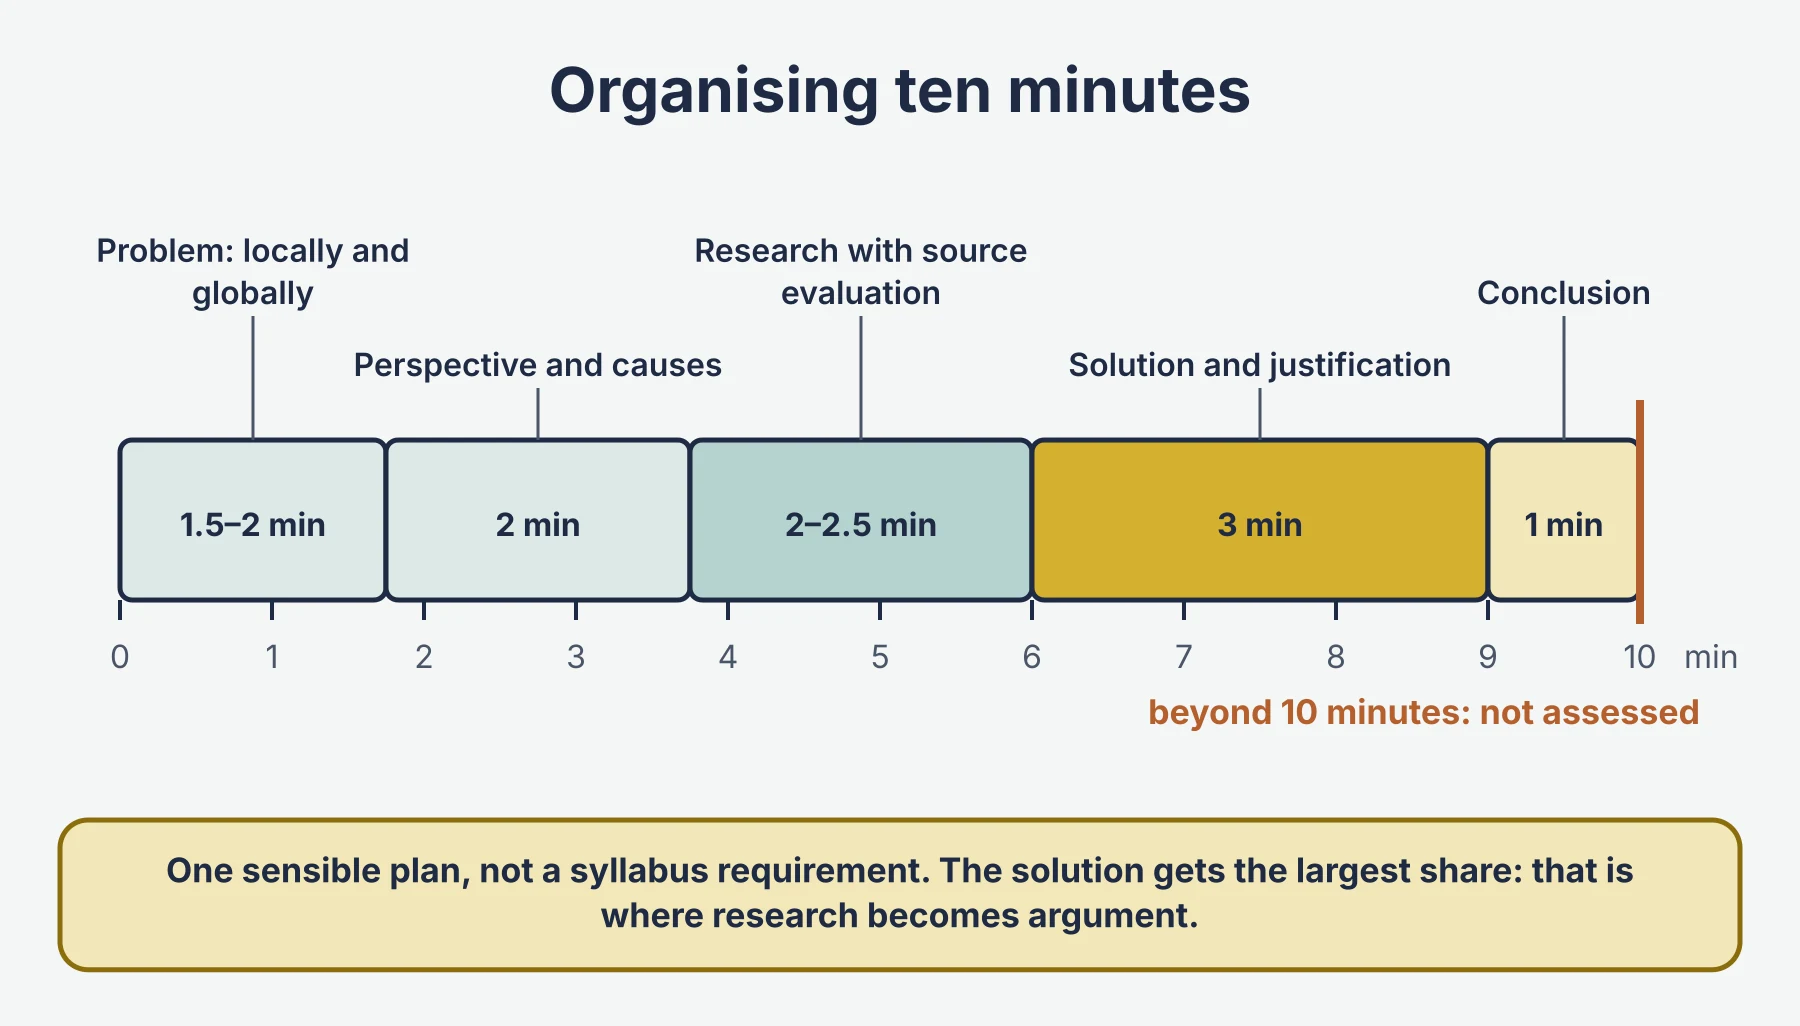 Organising ten minutes
Problem: locally and
globally
Perspective and causes
Research with source
evaluation
Solution and justification
Conclusion
1.5–2 min
2 min
2–2.5 min
3 min
1 min
0 1 2 3 4 5 6 7 8 9 10 min
beyond 10 minutes: not assessed
One sensible plan, not a syllabus requirement. The solution gets the largest share: that is
where research becomes argument.